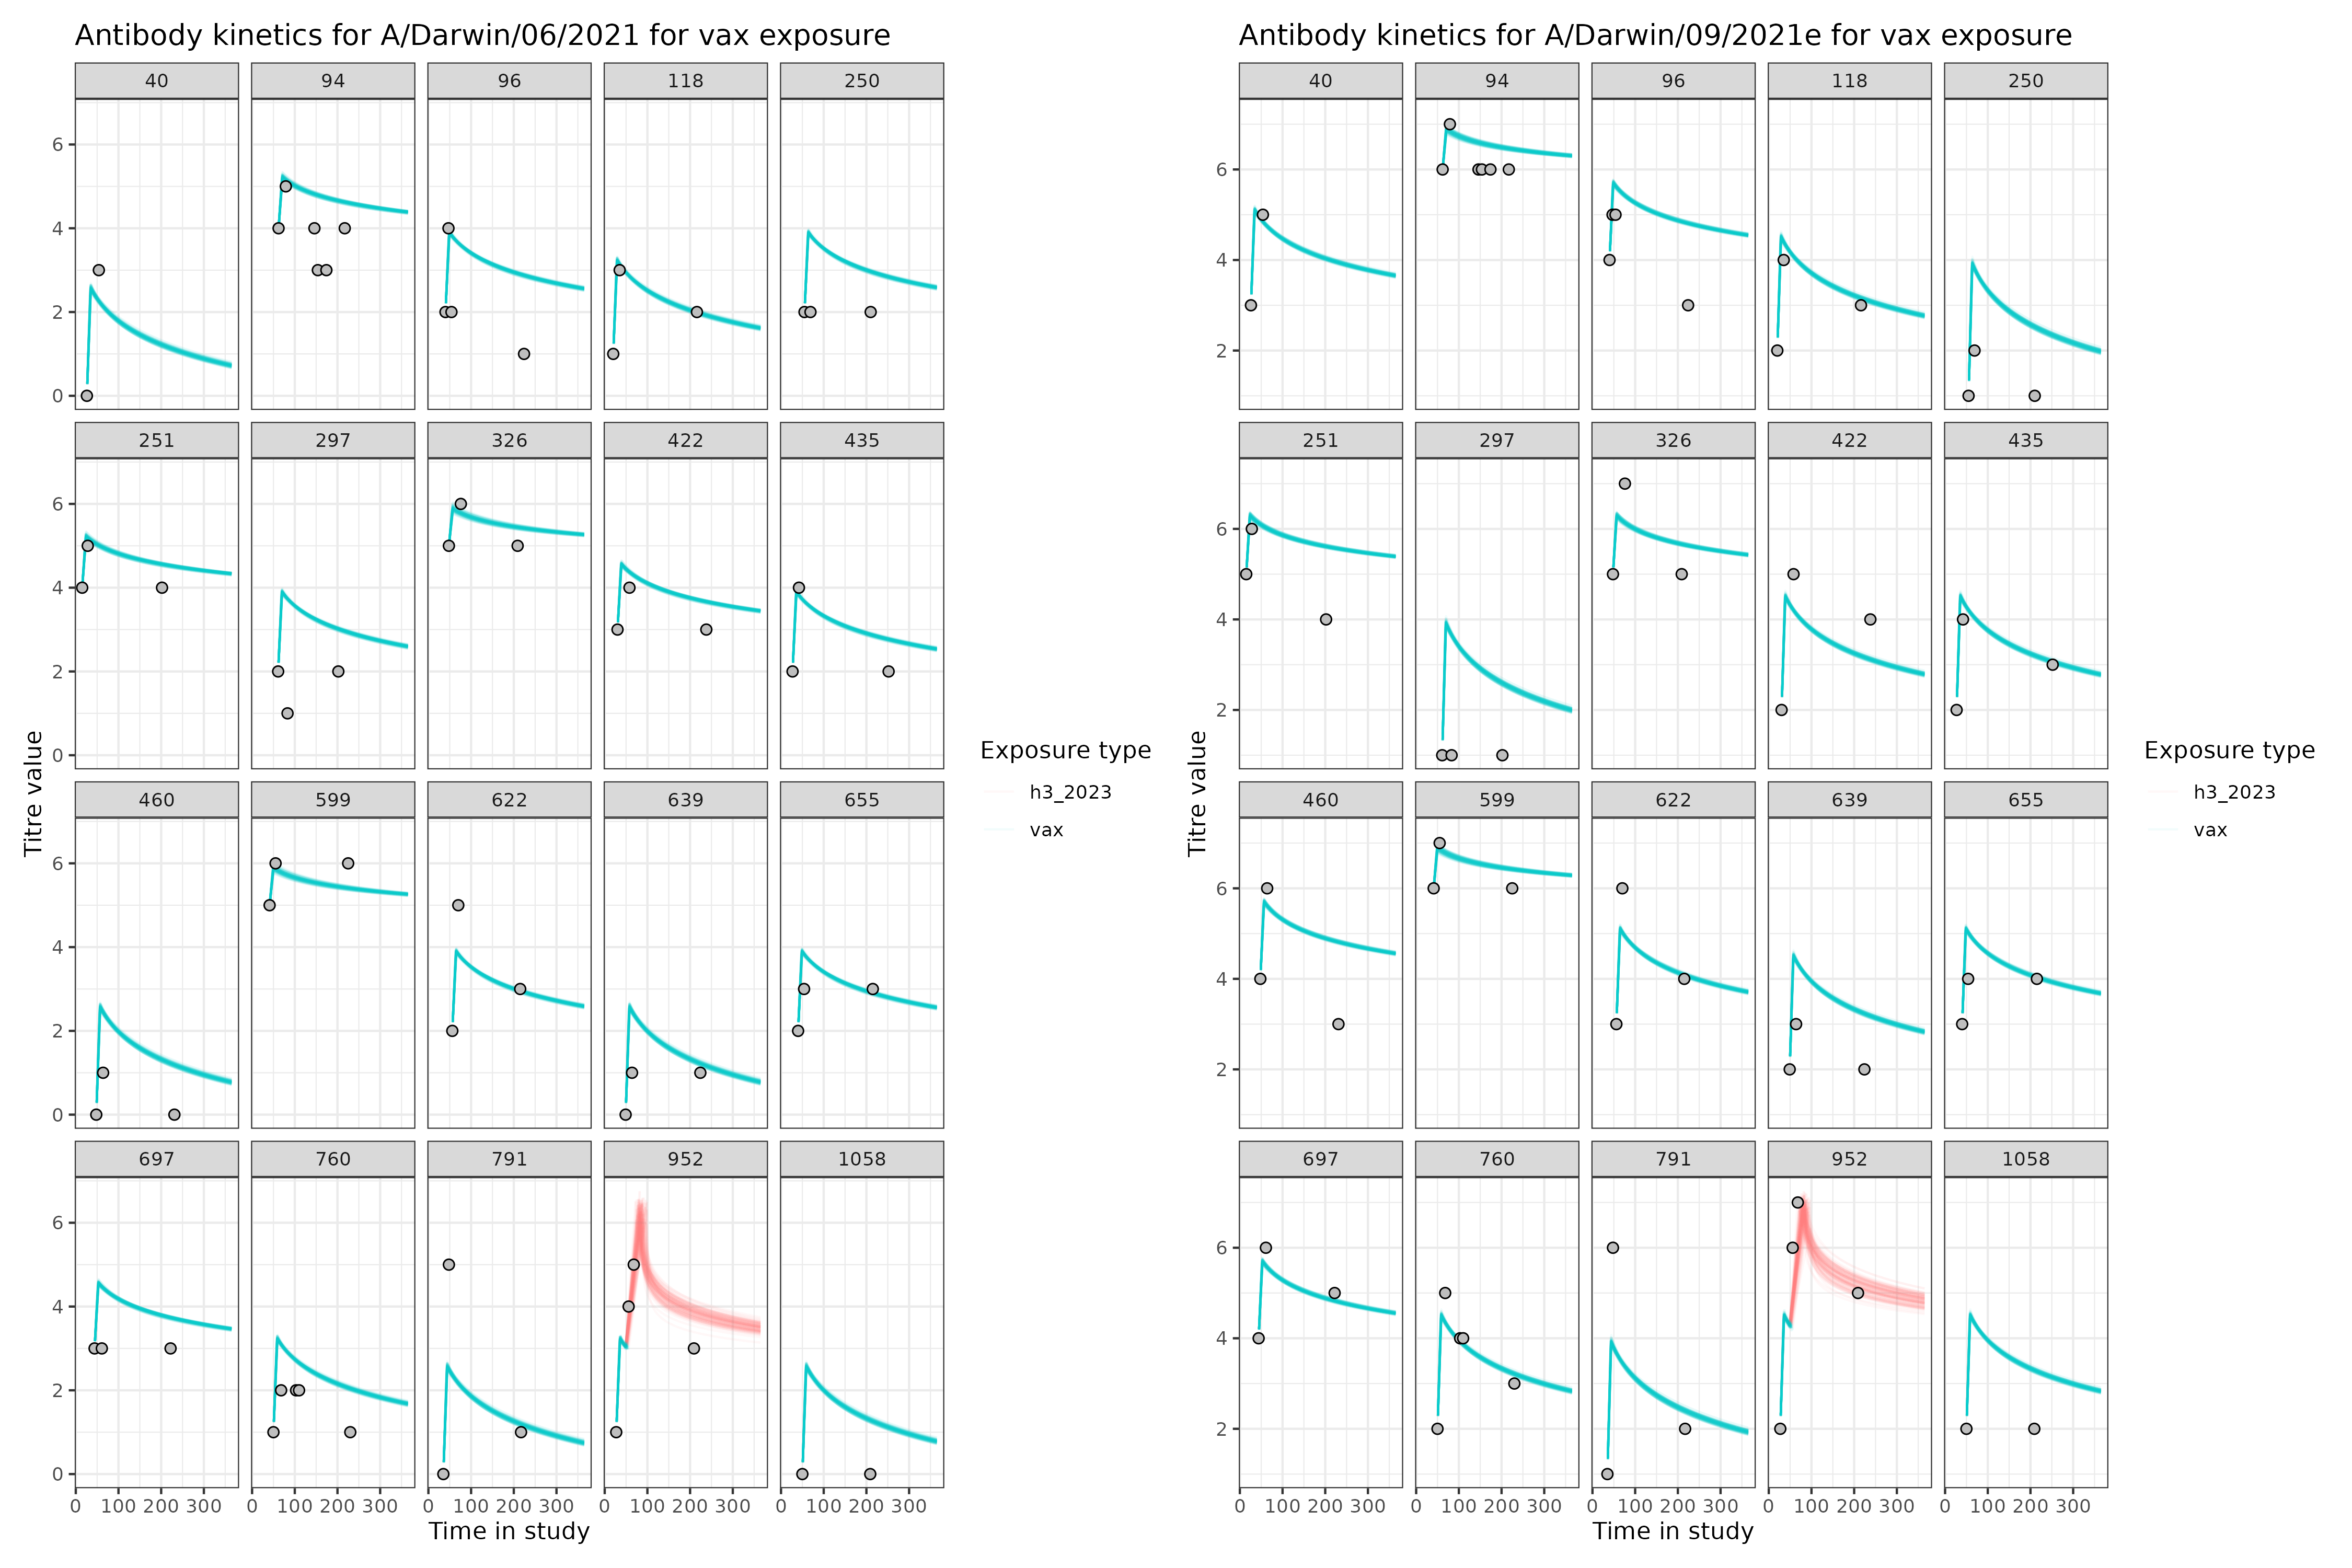 Antibody kinetics for A/Darwin/06/2021 for vax exposure
40 94 96 118 250
6
4
2
0
251 297 326 422 435
6
4
2
0
460 599 622 639 655
6
4
2
0
697 760 791 952 1058
6
4
2
0
0 100 200 300 0 100 200 300 0 100 200 300 0 100 200 300 0 100 200 300
Time in study
Titre value
Exposure type
h3_2023
vax
Antibody kinetics for A/Darwin/09/2021e for vax exposure
40 94 96 118 250
6
4
2
251 297 326 422 435
6
4
2
460 599 622 639 655
6
4
2
697 760 791 952 1058
6
4
2
0 100 200 300 0 100 200 300 0 100 200 300 0 100 200 300 0 100 200 300
Time in study
Titre value
Exposure type
h3_2023
vax